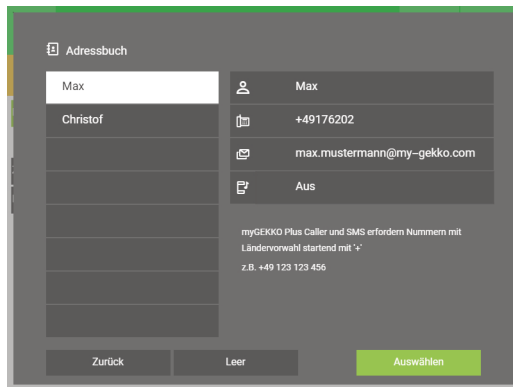 Adressbuch
Max
Christof
Max
+49176202
max.mustermann@my-gekko.com
Aus
myGEKKO Plus Caller und SMS erfordern Nummern mit
Ländervorwahl startend mit '+'
z.B. +49 123 123 456
Zurück
Leer
Auswählen